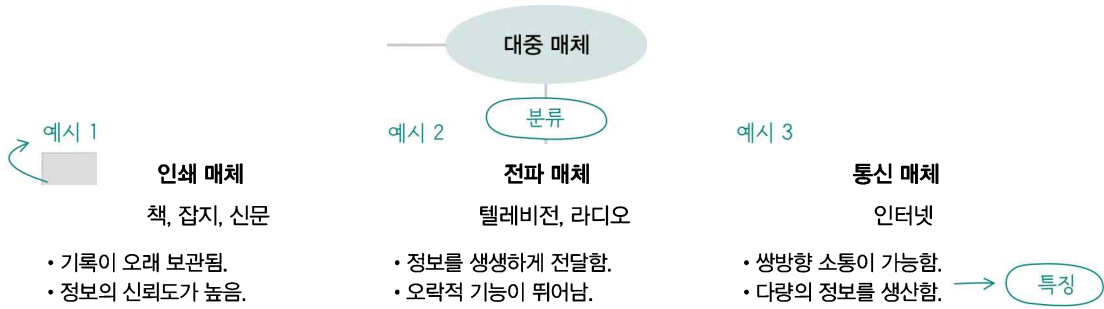 대중 매체
분류
예시 1
예시 2
예시 3
인쇄 매체
전파 매체
통신 매체
책, 잡지, 신문
텔레비전, 라디오
인터넷
• 기록이 오래 보관됨.
• 정보의 신뢰도가 높음.
• 정보를 생생하게 전달함.
• 오락적 기능이 뛰어남.
• 쌍방향 소통이 가능함.
• 다량의 정보를 생산함.
특징